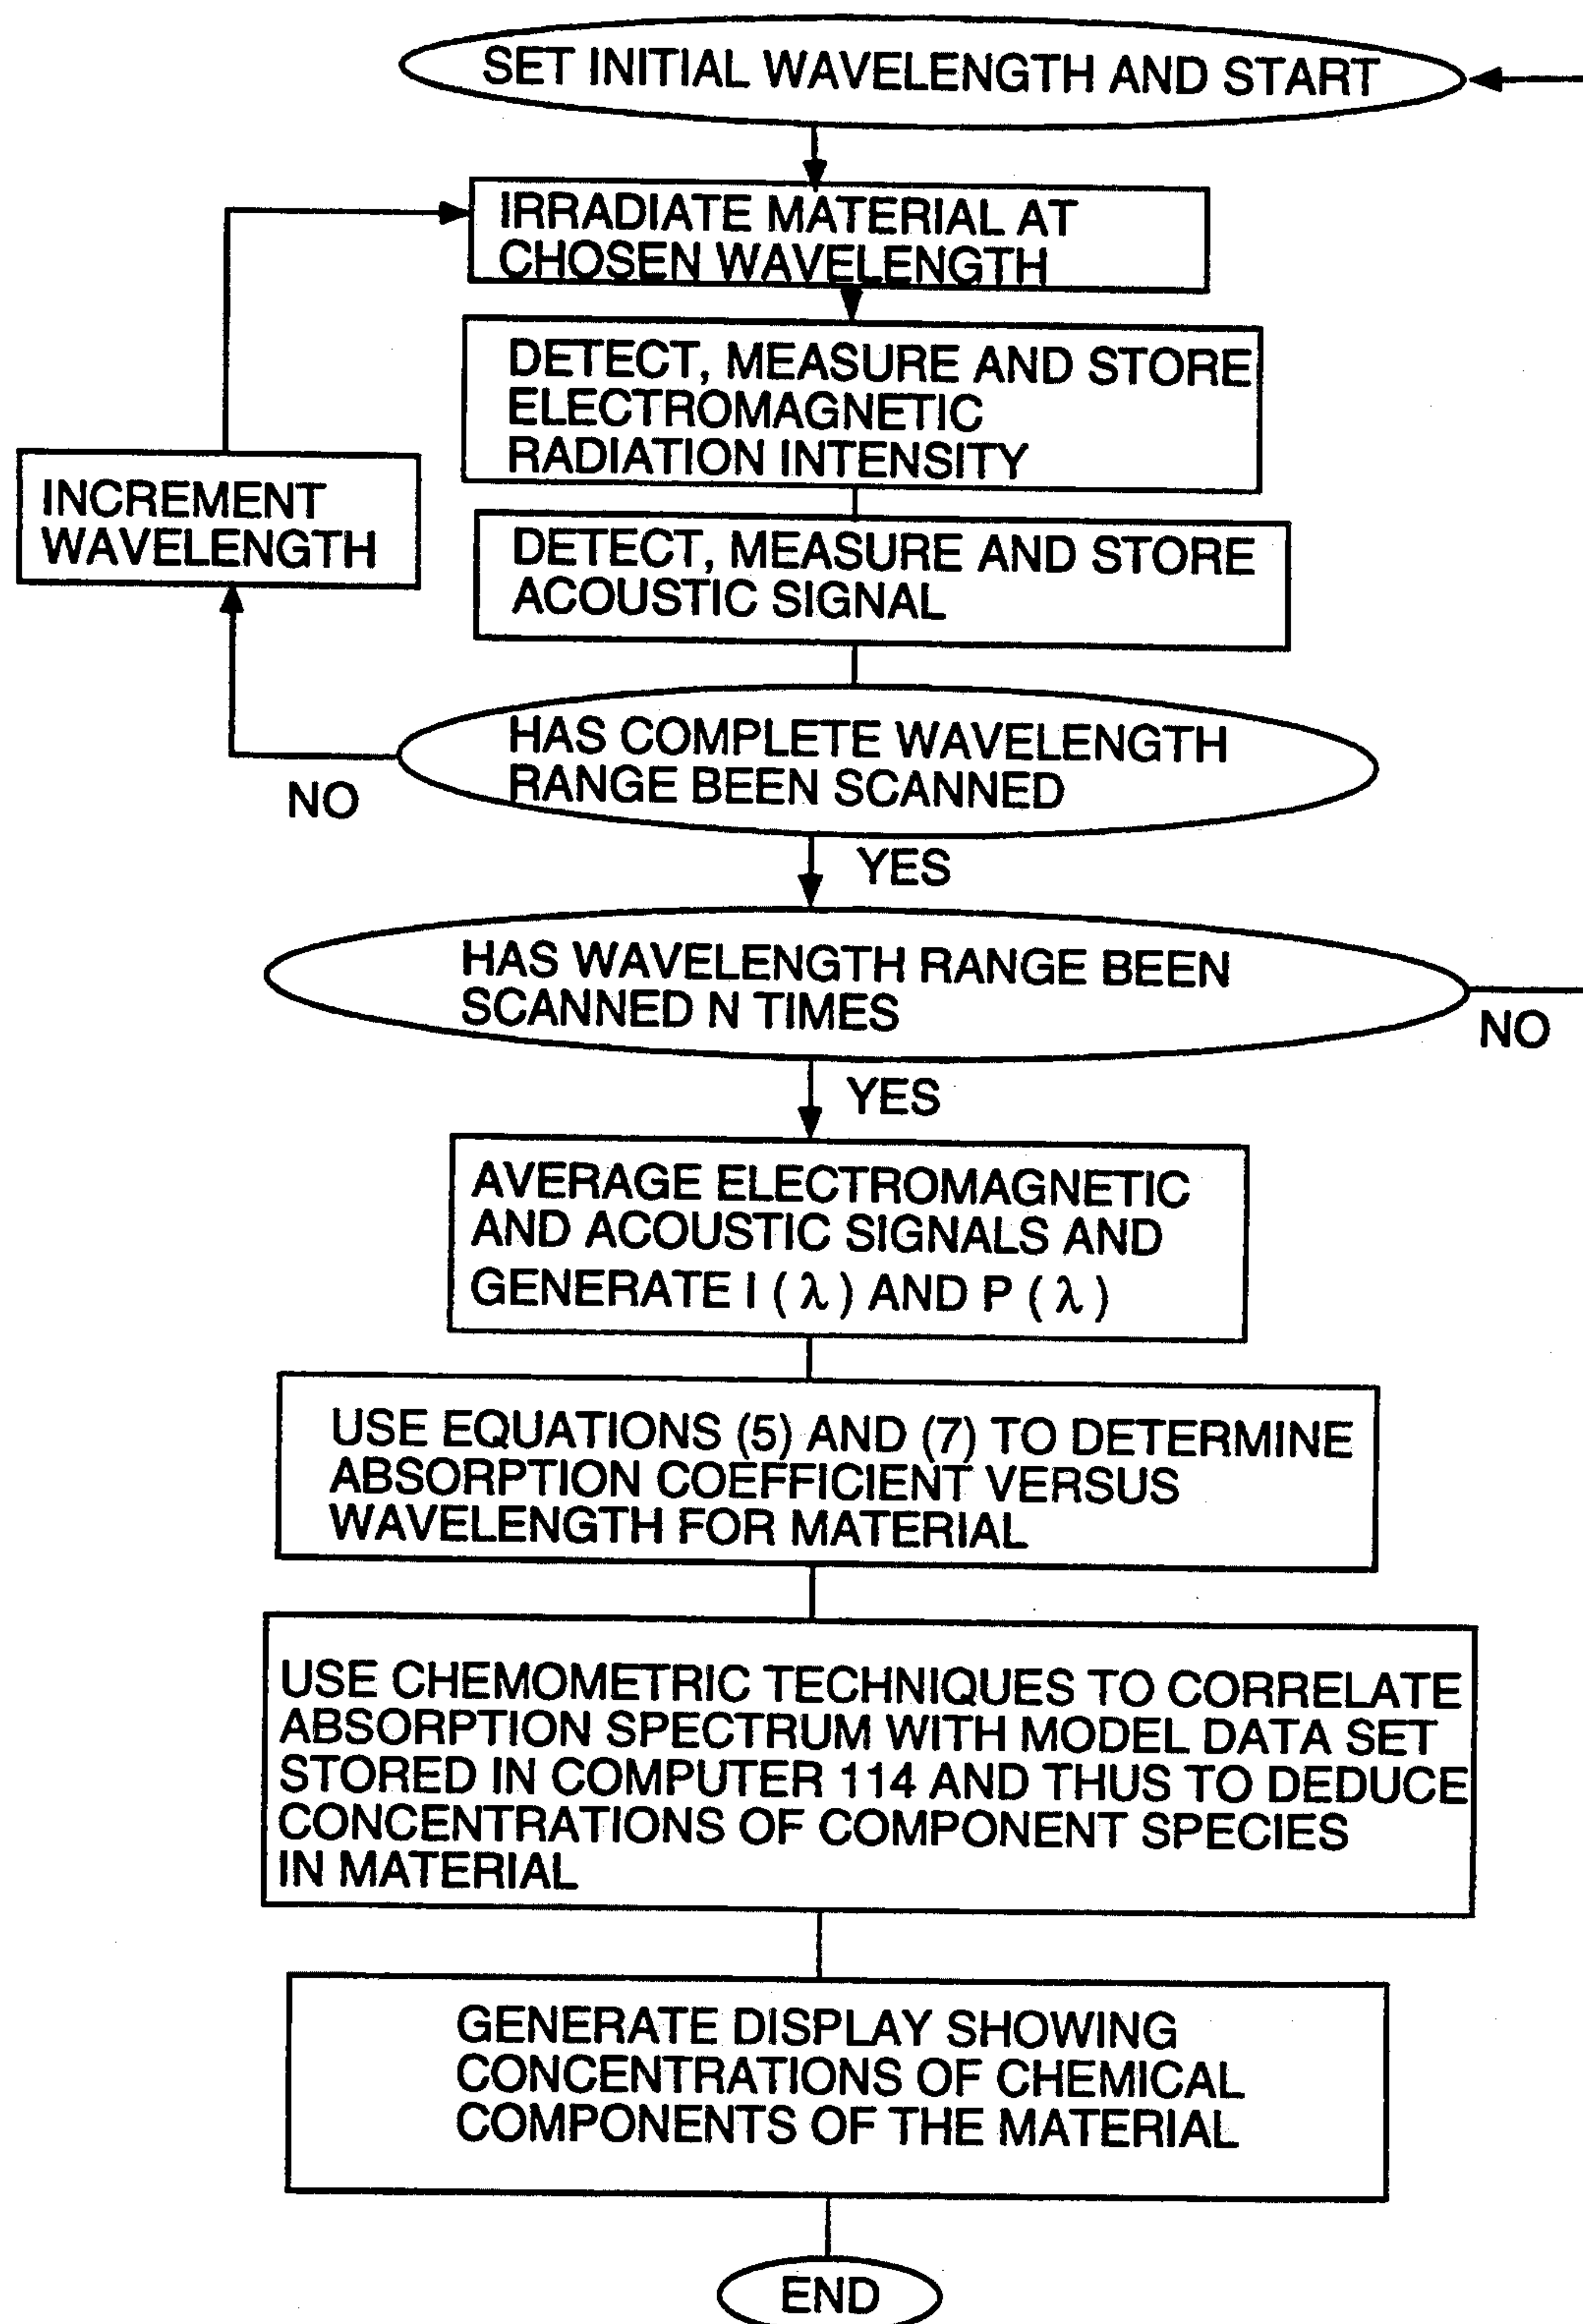 SET INITIAL WAVELENGTH AND START
IRRADIATE MATERIAL AT
CHOSEN WAVELENGTH
DETECT, MEASURE AND STORE
ELECTROMAGNETIC
RADIATION INTENSITY
INCREMENT
WAVELENGTH
DETECT, MEASURE AND STORE
ACOUSTIC SIGNAL
HAS COMPLETE WAVELENGTH
RANGE BEEN SCANNED
NO
YES
HAS WAVELENGTH RANGE BEEN
SCANNED N TIMES
NO
YES
AVERAGE ELECTROMAGNETIC
AND ACOUSTIC SIGNALS AND
GENERATE I ( λ ) AND P ( λ )
USE EQUATIONS (5) AND (7) TO DETERMINE
ABSORPTION COEFFICIENT VERSUS
WAVELENGTH FOR MATERIAL
USE CHEMOMETRIC TECHNIQUES TO CORRELATE
ABSORPTION SPECTRUM WITH MODEL DATA SET
STORED IN COMPUTER 114 AND THUS TO DEDUCE
CONCENTRATIONS OF COMPONENT SPECIES
IN MATERIAL
GENERATE DISPLAY SHOWING
CONCENTRATIONS OF CHEMICAL
COMPONENTS OF THE MATERIAL
END